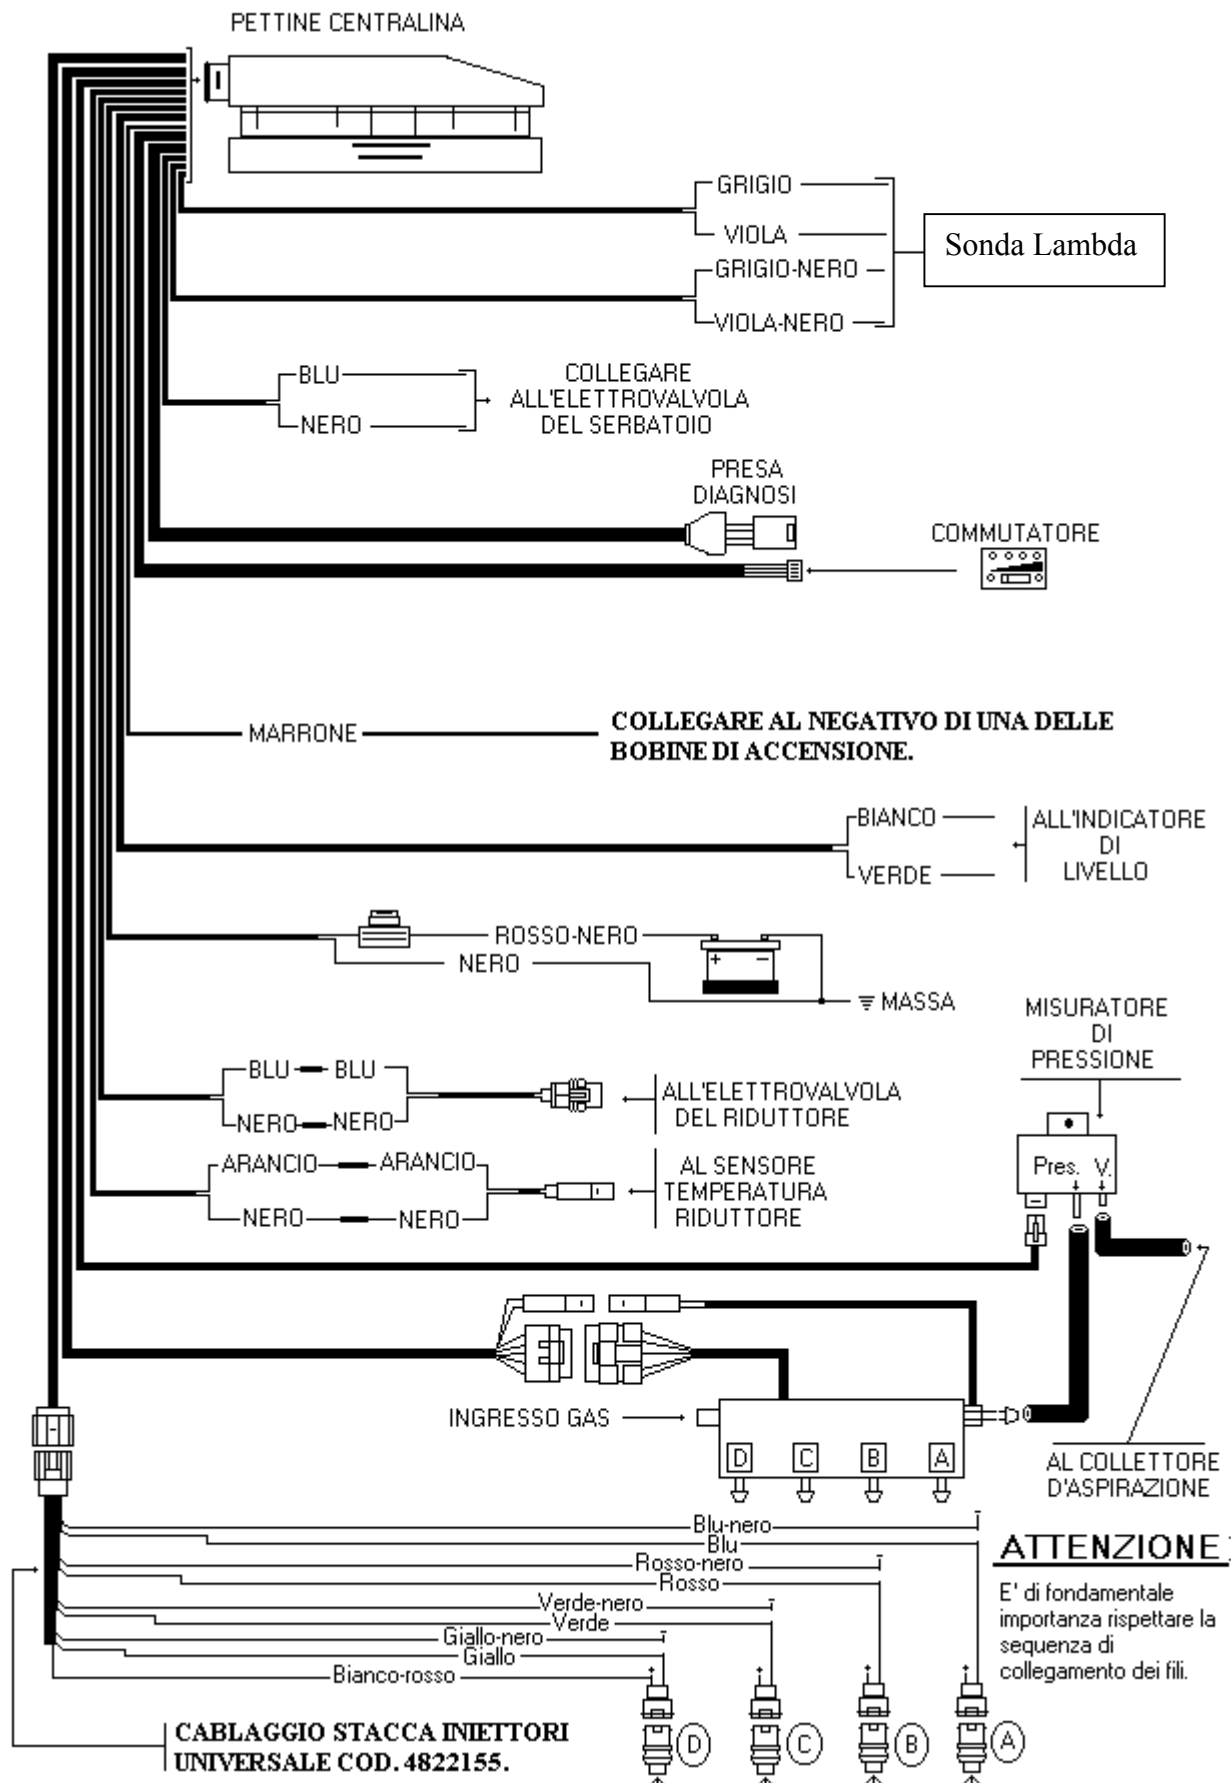 PETTINE CENTRALINA
GRIGIO
VIOLA
GRIGIO-NERO
VIOLA-NERO
Sonda Lambda
BLU
NERO
COLLEGARE
ALL'ELETTROVALVOLA
DEL SERBATOIO
PRESA
DIAGNOSI
COMMUTATORE
MARRONE
COLLEGARE AL NEGATIVO DI UNA DELLE
BOBINE DI ACCENSIONE.
BIANCO
VERDE
ALL'INDICATORE
DI
LIVELLO
ROSSO-NERO
NERO
+ −
MASSA
MISURATORE
DI
PRESSIONE
BLU BLU
NERO NERO
ALL'ELETTROVALVOLA
DEL RIDUTTORE
ARANCIO ARANCIO
NERO NERO
AL SENSORE
TEMPERATURA
RIDUTTORE
Pres. V.
INGRESSO GAS
D C B A
AL COLLETTORE
D'ASPIRAZIONE
Blu-nero
Blu
Rosso-nero
Rosso
Verde-nero
Verde
Giallo-nero
Giallo
Bianco-rosso
ATTENZIONE:
E' di fondamentale
importanza rispettare la
sequenza di
collegamento dei fili.
CABLAGGIO STACCA INIETTORI
UNIVERSALE COD. 4822155.
D C B A